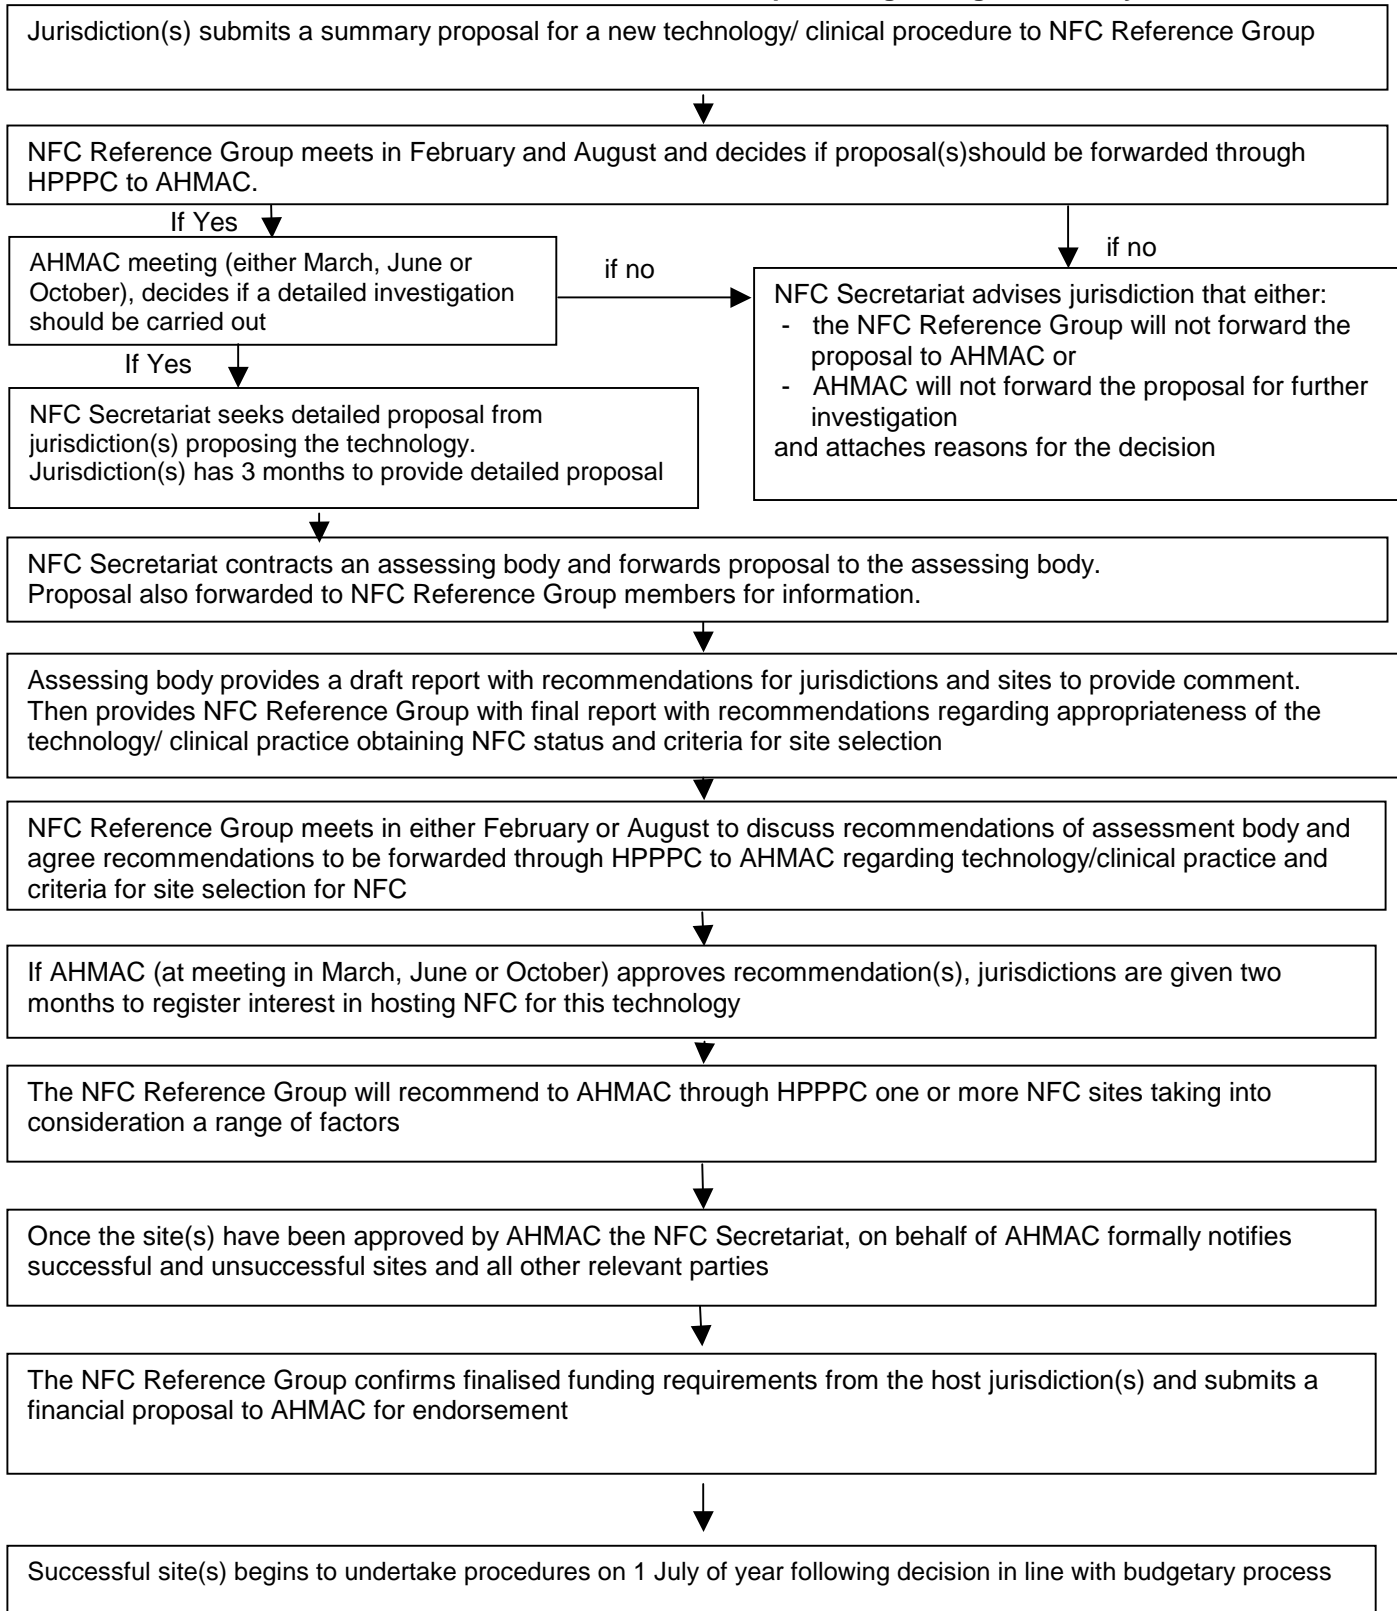 Jurisdiction(s) submits a summary proposal for a new technology/ clinical procedure to NFC Reference Group
NFC Reference Group meets in February and August and decides if proposal(s)should be forwarded through
HPPPC to AHMAC.
If Yes
if no
AHMAC meeting (either March, June or
October), decides if a detailed investigation
should be carried out
if no
NFC Secretariat advises jurisdiction that either:
- the NFC Reference Group will not forward the
proposal to AHMAC or
- AHMAC will not forward the proposal for further
investigation
and attaches reasons for the decision
If Yes
NFC Secretariat seeks detailed proposal from
jurisdiction(s) proposing the technology.
Jurisdiction(s) has 3 months to provide detailed proposal
NFC Secretariat contracts an assessing body and forwards proposal to the assessing body.
Proposal also forwarded to NFC Reference Group members for information.
Assessing body provides a draft report with recommendations for jurisdictions and sites to provide comment.
Then provides NFC Reference Group with final report with recommendations regarding appropriateness of the
technology/ clinical practice obtaining NFC status and criteria for site selection
NFC Reference Group meets in either February or August to discuss recommendations of assessment body and
agree recommendations to be forwarded through HPPPC to AHMAC regarding technology/clinical practice and
criteria for site selection for NFC
If AHMAC (at meeting in March, June or October) approves recommendation(s), jurisdictions are given two
months to register interest in hosting NFC for this technology
The NFC Reference Group will recommend to AHMAC through HPPPC one or more NFC sites taking into
consideration a range of factors
Once the site(s) have been approved by AHMAC the NFC Secretariat, on behalf of AHMAC formally notifies
successful and unsuccessful sites and all other relevant parties
The NFC Reference Group confirms finalised funding requirements from the host jurisdiction(s) and submits a
financial proposal to AHMAC for endorsement
Successful site(s) begins to undertake procedures on 1 July of year following decision in line with budgetary process